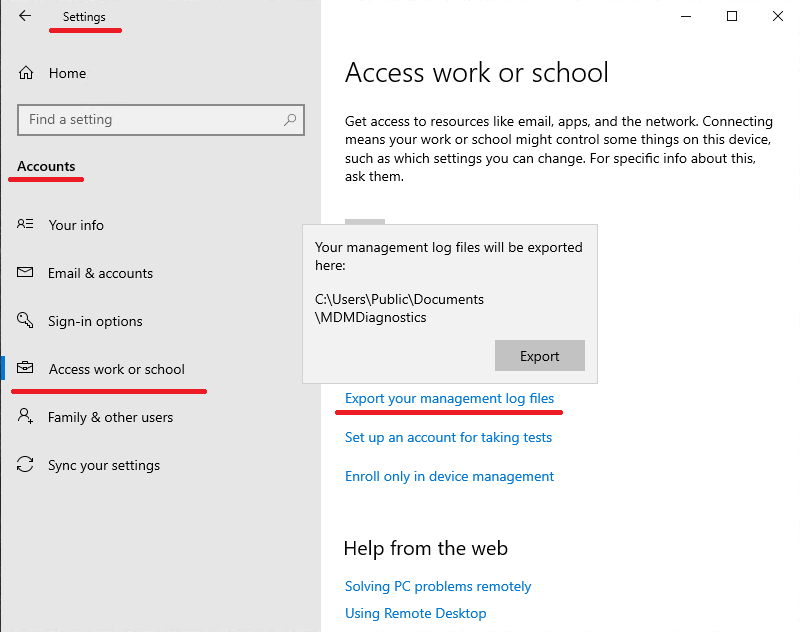 Settings
Home
Find a setting
Accounts
Your info
Email & accounts
Sign-in options
Access work or school
Family & other users
Sync your settings
Access work or school
Get access to resources like email, apps, and the network. Connecting
means your work or school might control some things on this device,
such as which settings you can change. For specific info about this,
ask them.
Your management log files will be exported
here:
C:\Users\Public\Documents
\MDMDiagnostics
Export
Export your management log files
Set up an account for taking tests
Enroll only in device management
Help from the web
Solving PC problems remotely
Using Remote Desktop